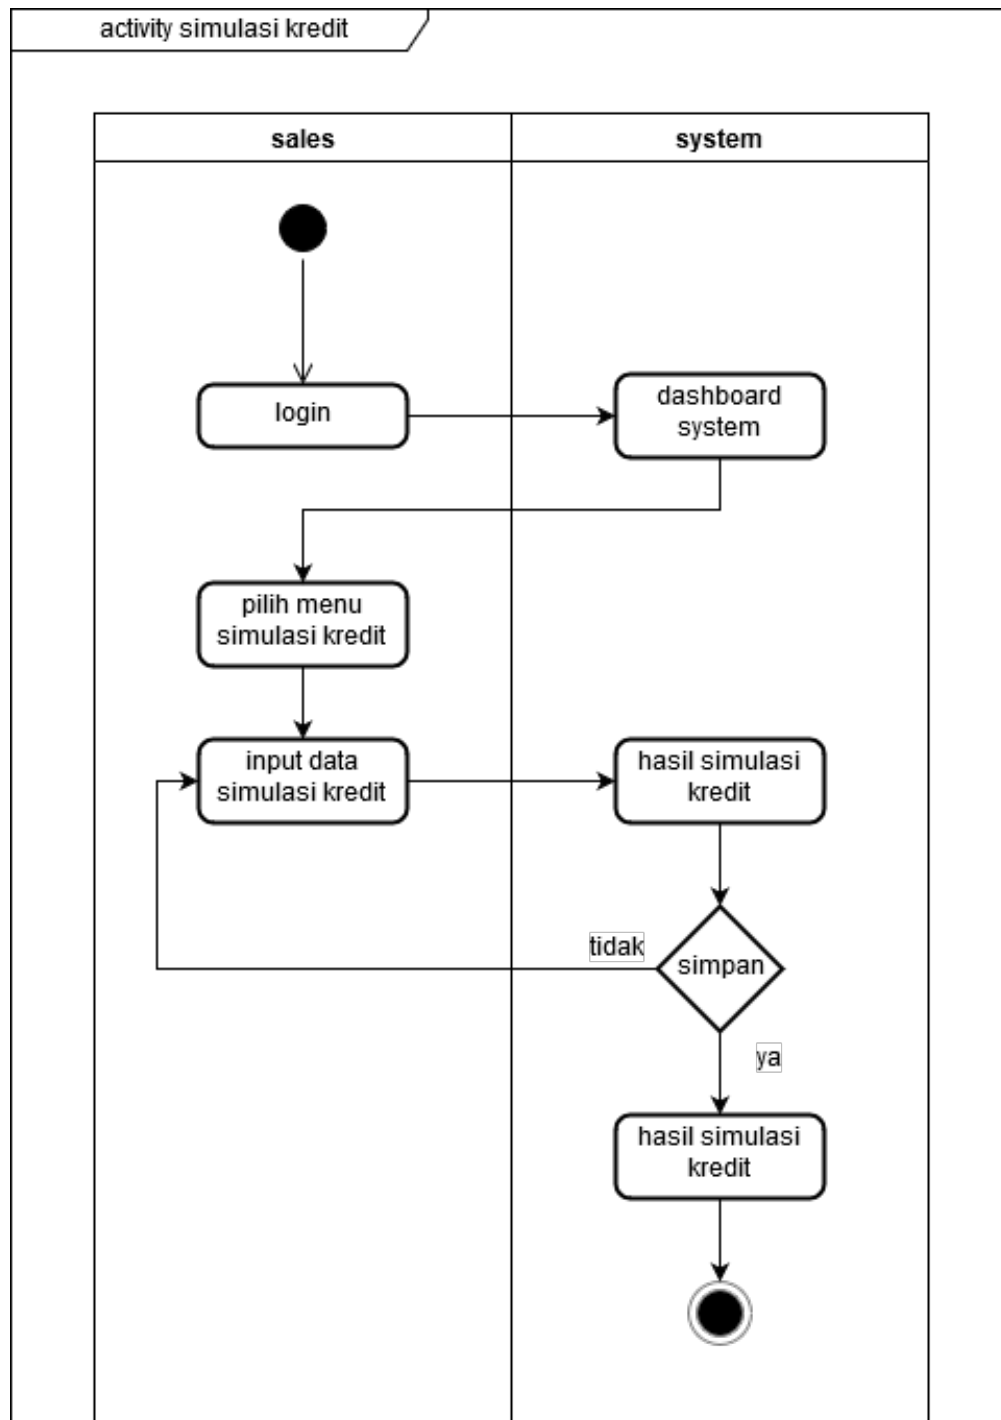 activity simulasi kredit
sales
system
login
dashboard
system
pilih menu
simulasi kredit
input data
simulasi kredit
hasil simulasi
kredit
tidak
simpan
ya
hasil simulasi
kredit